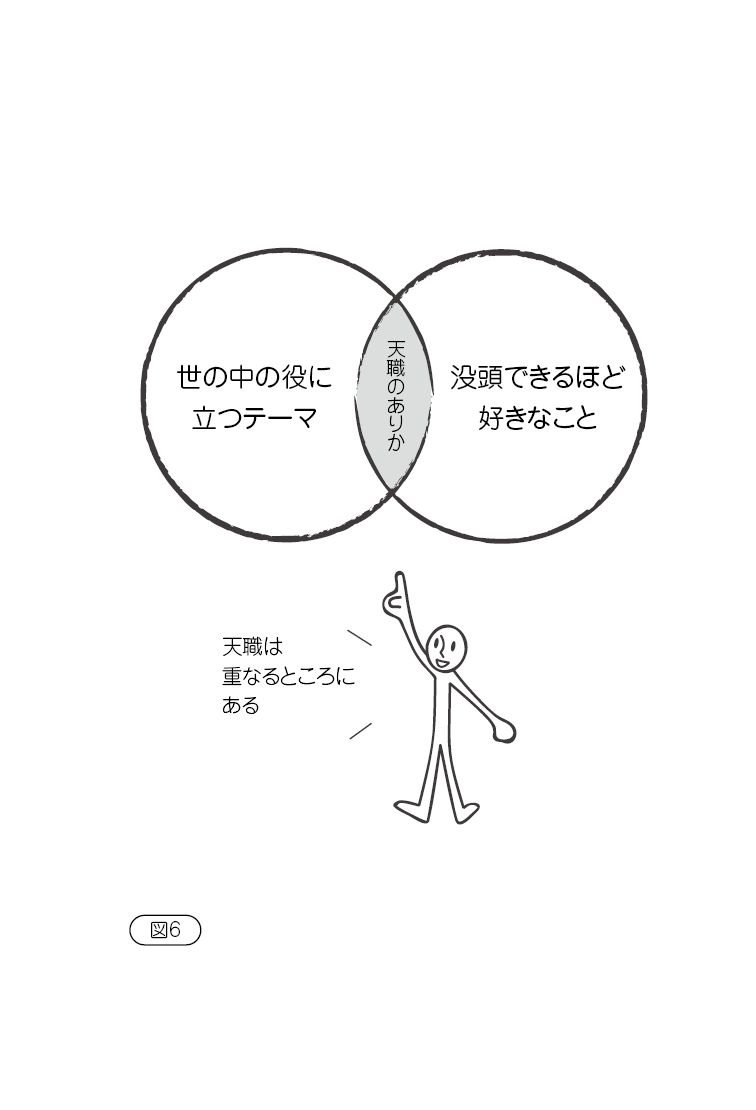 世の中の役に
立つテーマ
天職のありか
没頭できるほど
好きなこと
天職は
重なるところに
ある
図6